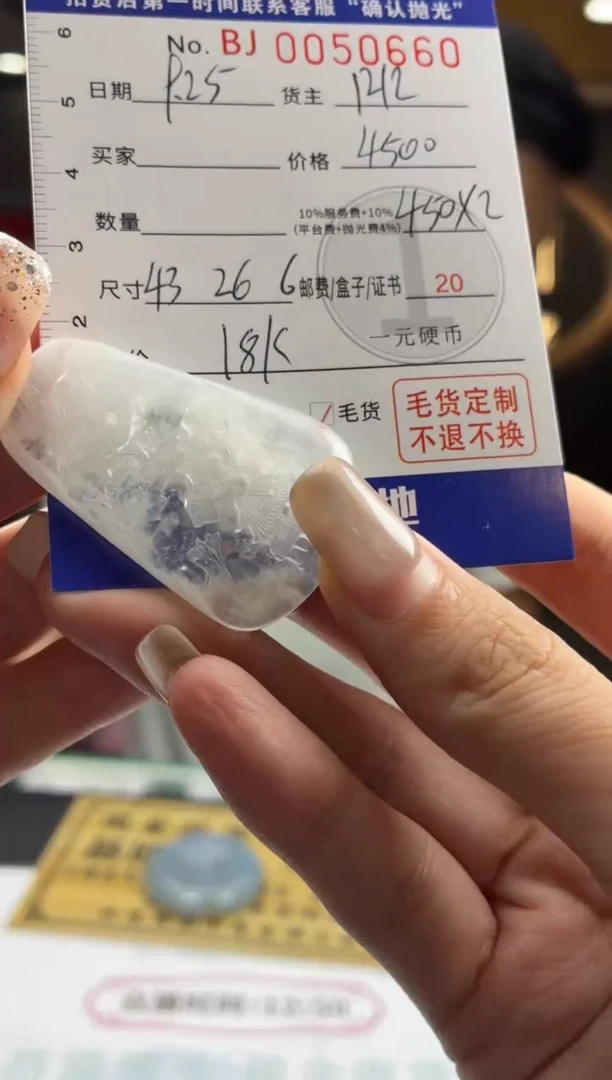 拍货后第一时间联系客服“确认抛光”
No. BJ 0050660
6
日期 货主 1212
5
买家 价格 4500
4
数量 10%服务费+10% (平台费+抛光费4%) 450X2
3
尺寸 43 26 6 邮费/盒子/证书 20
2
18K 一元硬币
毛货 毛货定制
不退不换
地